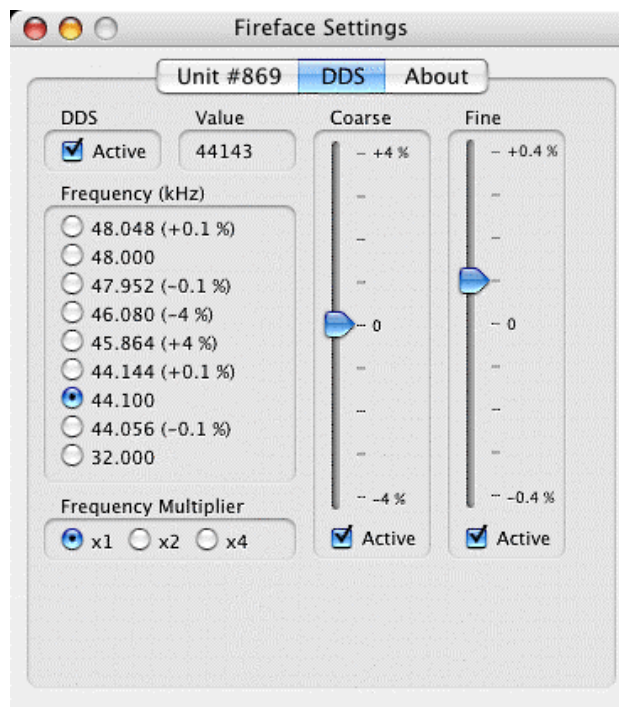 Fireface Settings
Unit #869 DDS About
DDS Value Coarse Fine
Active 44143
Frequency (kHz)
48.048 (+0.1 %)
48.000
47.952 (-0.1 %)
46.080 (-4 %)
45.864 (+4 %)
44.144 (+0.1 %)
44.100
44.056 (-0.1 %)
32.000
Frequency Multiplier
x1 x2 x4
+4 %
0
-4 %
Active
+0.4 %
0
-0.4 %
Active